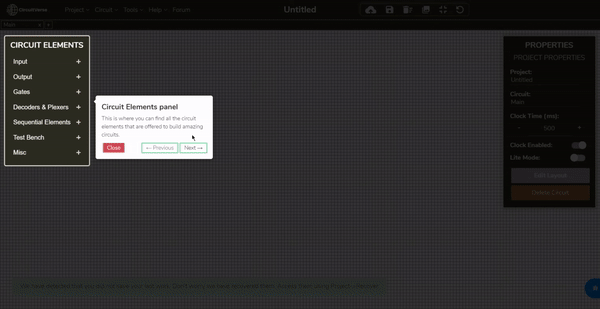 CircuitVerse
Project
Circuit
Tools
Help
Forum
Untitled
Main
CIRCUIT ELEMENTS
Input +
Output +
Gates +
Decoders & Plexers +
Sequential Elements +
Test Bench +
Misc +
Circuit Elements panel
This is where you can find all the circuit
elements that are offered to build amazing
circuits.
Close
← Previous
Next →
PROPERTIES
PROJECT PROPERTIES
Project:
Untitled
Circuit:
Main
Clock Time (ms):
- 500 +
Clock Enabled:
Lite Mode:
Edit Layout
Delete Circuit